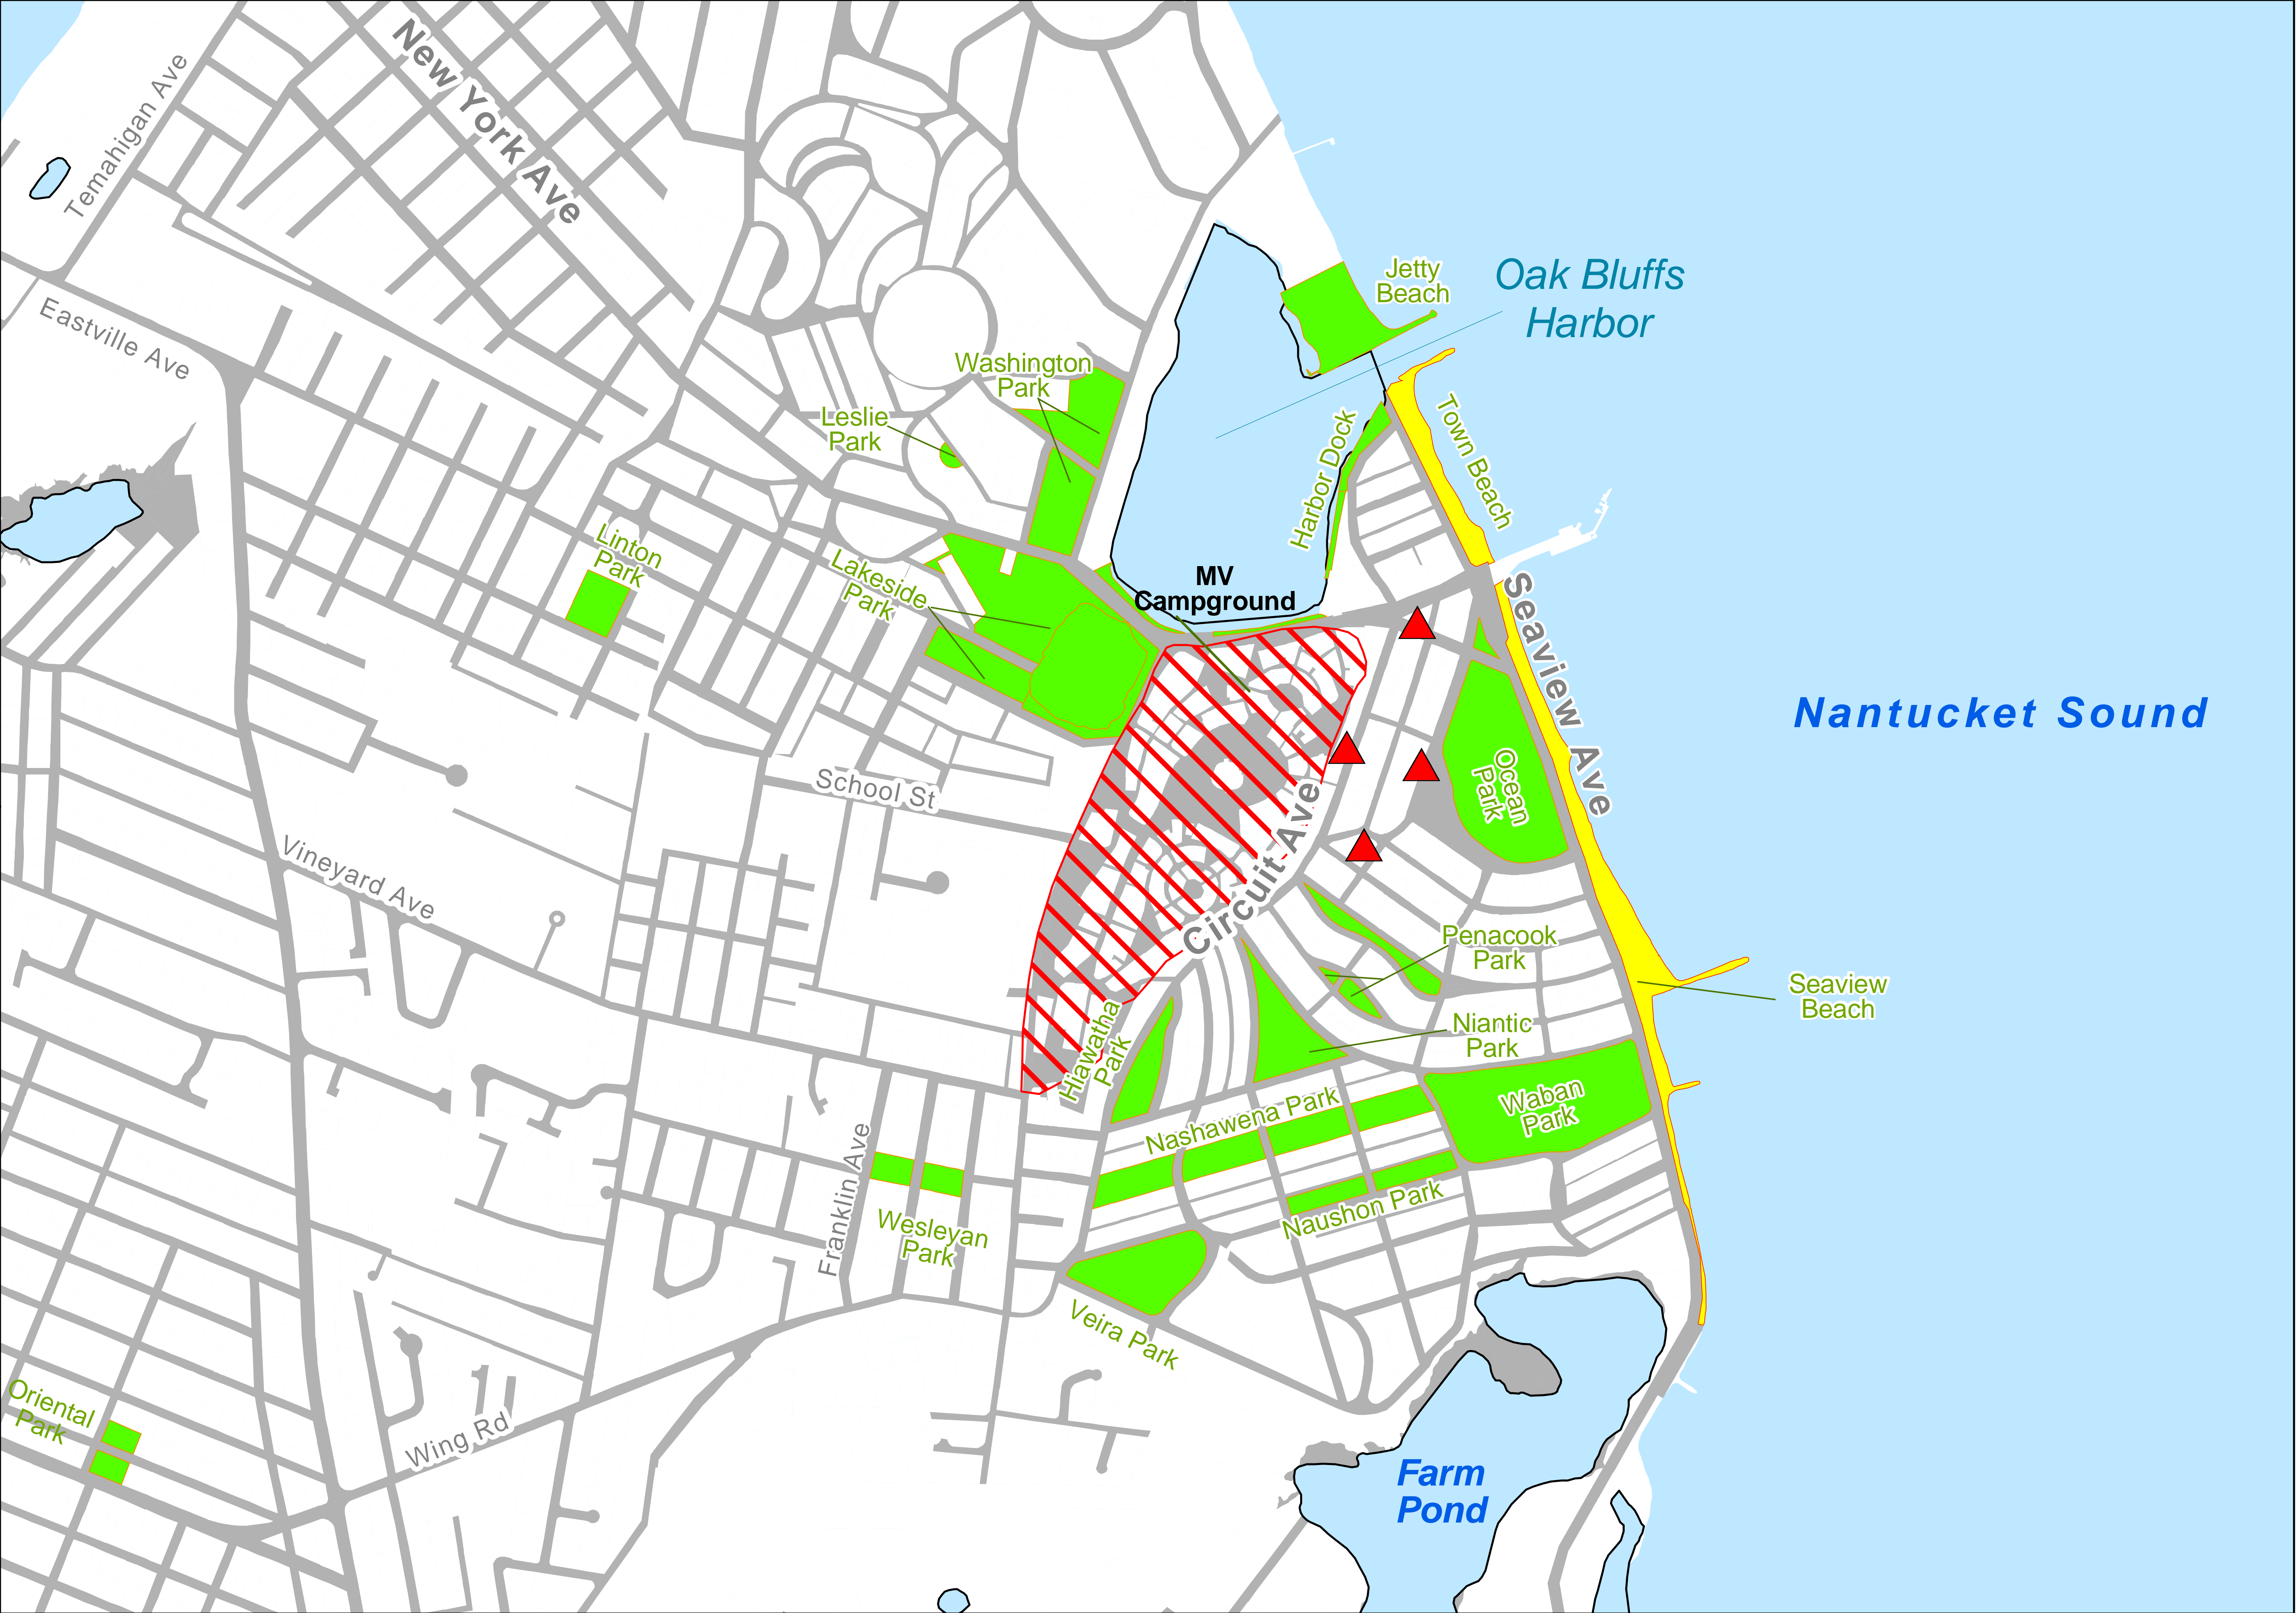 New York Ave
Temahigan Ave
Eastville Ave
Jetty
Beach
Oak Bluffs
Harbor
Washington
Park
Leslie
Park
Harbor Dock
Town Beach
Linton
Park
Lakeside
Park
MV
Campground
Seaview Ave
Nantucket Sound
Ocean
Park
School St
Circuit Ave
Vineyard Ave
Penacook
Park
Seaview
Beach
Niantic
Park
Hiawatha
Park
Waban
Park
Nashawena Park
Naushon Park
Franklin Ave
Wesleyan
Park
Veira Park
Oriental
Park
Wing Rd
Farm
Pond